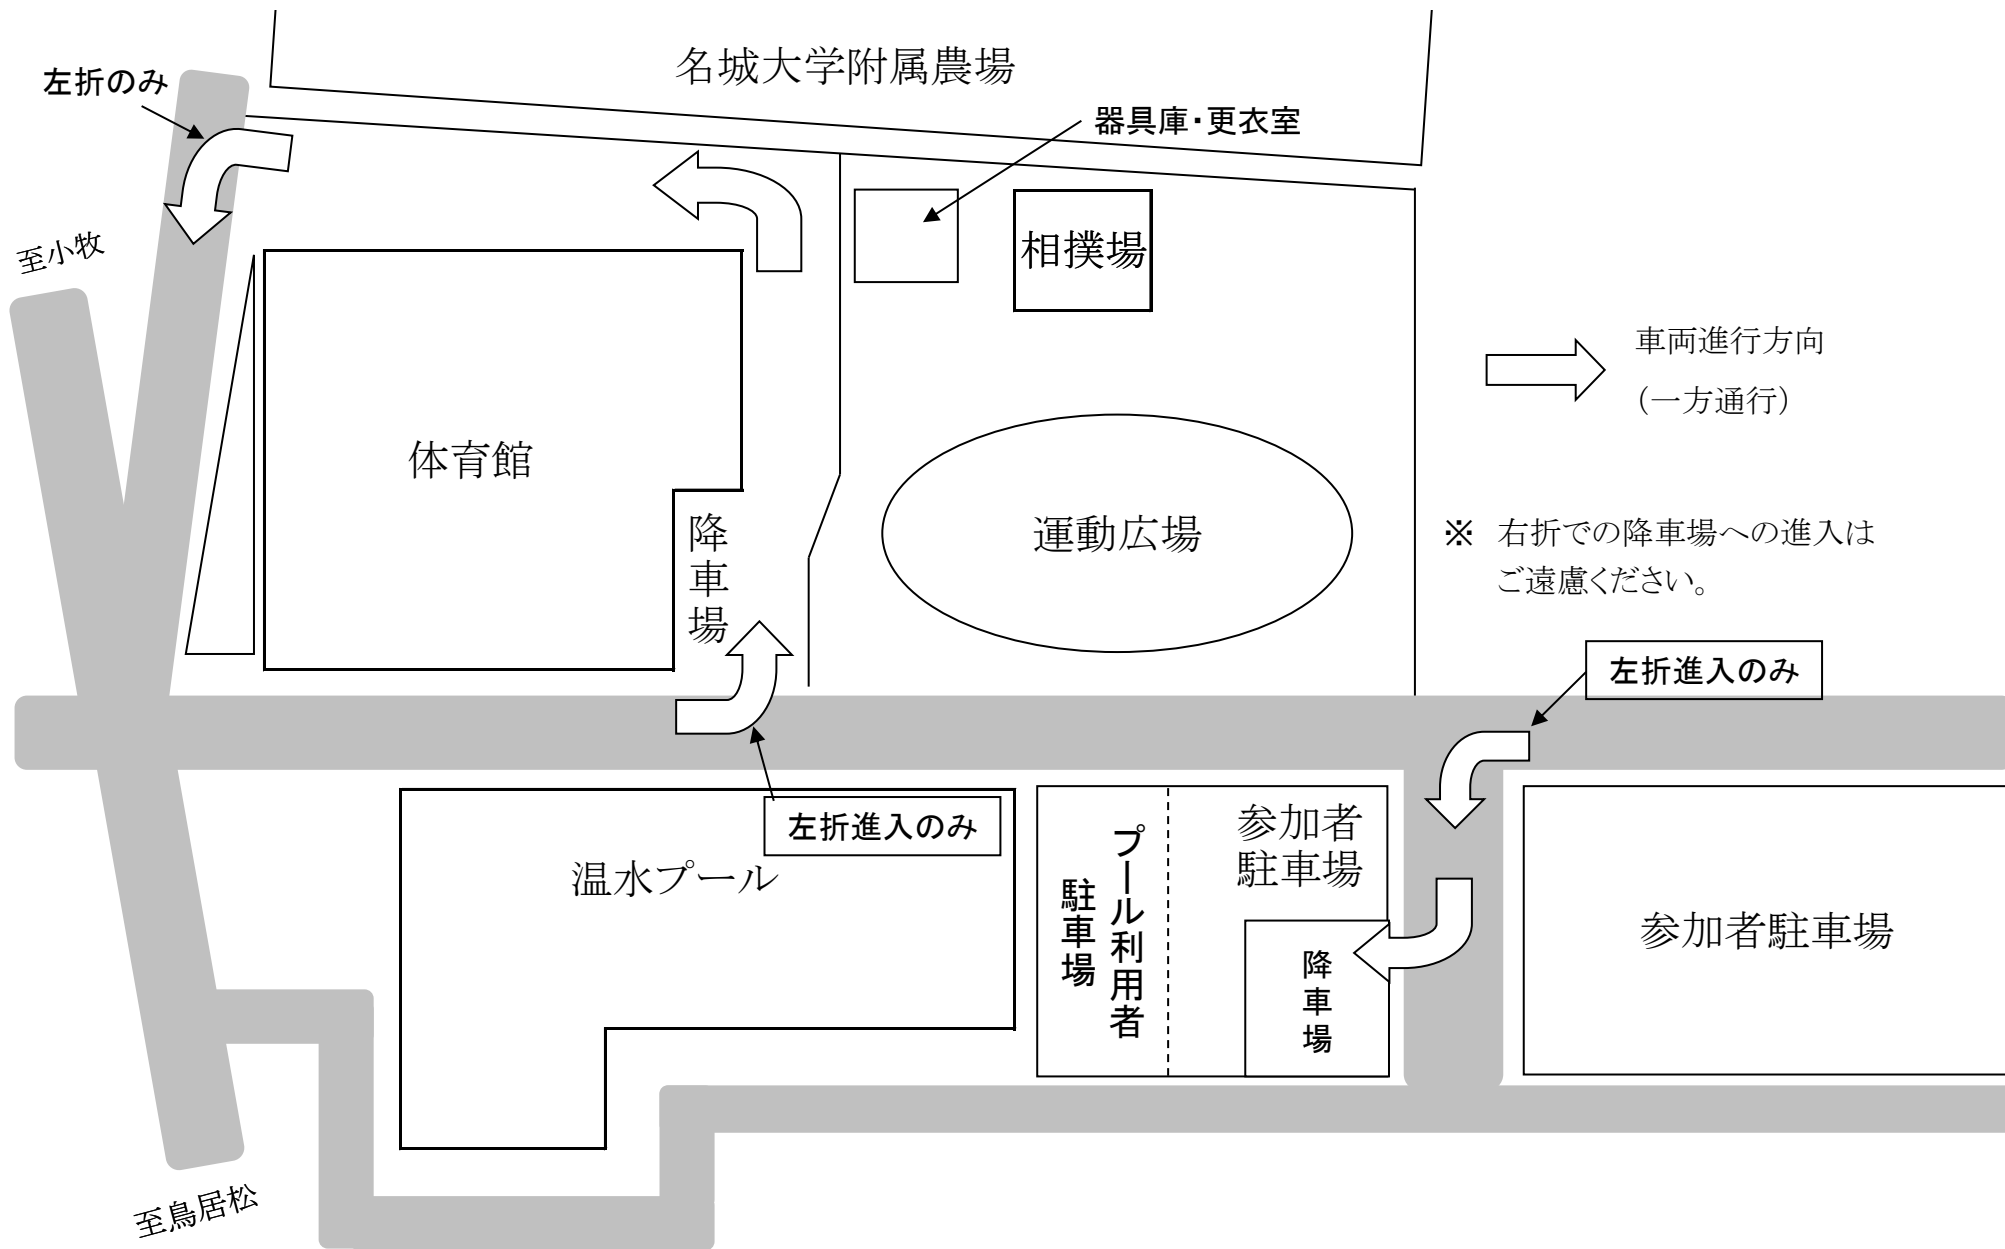 名城大学附属農場
左折のみ
器具庫・更衣室
至小牧
相撲場
車両進行方向
（一方通行）
体育館
降車場
運動広場
※ 右折での降車場への進入は
ご遠慮ください。
左折進入のみ
左折進入のみ
温水プール
プール利用者
駐車場
参加者
駐車場
降車場
参加者駐車場
至鳥居松